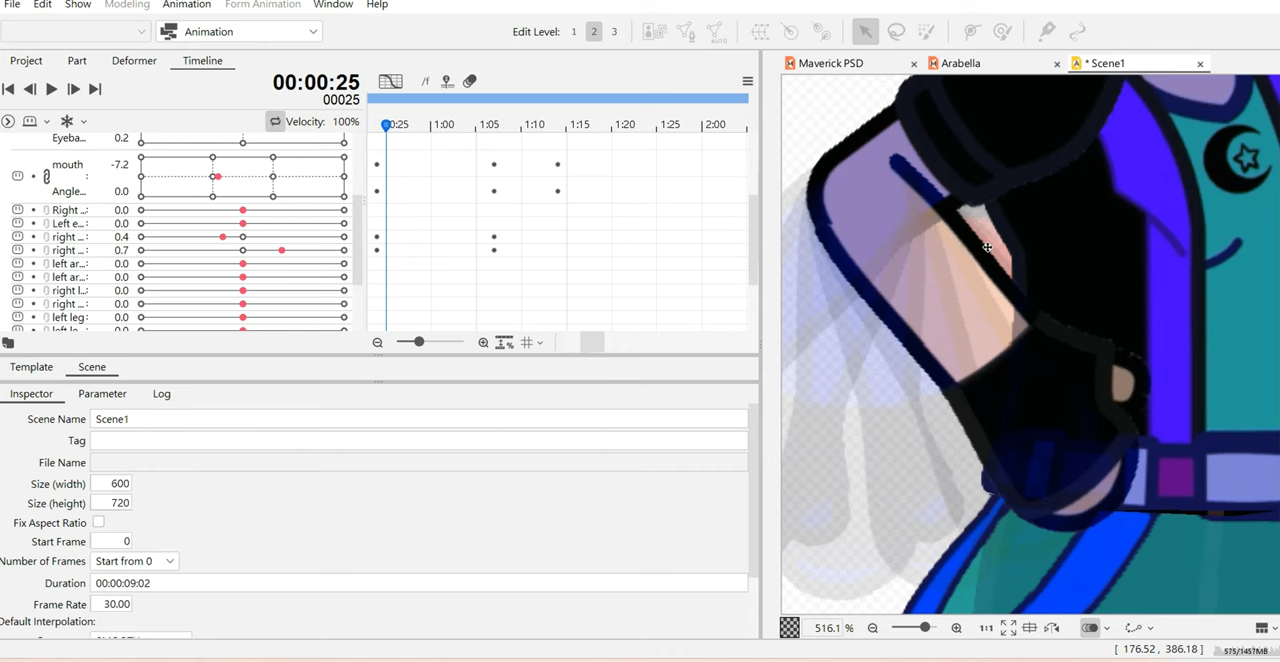 File Edit Show Modeling Animation Form Animation Window Help
Animation Edit Level: 1 2 3 AUTO
Project Part Deformer Timeline
Maverick PSD Arabella * Scene1
00:00:25
00025
Velocity: 100%
0:25 1:00 1:05 1:10 1:15 1:20 1:25 2:00
Eyeba... 0.2
mouth -7.2
Angle... 0.0
Right ... 0.0
Left e... 0.0
right ... 0.4
right ... 0.7
left ar... 0.0
left ar... 0.0
right l... 0.0
right ... 0.0
left leg 0.0
Template Scene
Inspector Parameter Log
Scene Name Scene1
Tag
File Name
Size (width) 600
Size (height) 720
Fix Aspect Ratio
Start Frame 0
Number of Frames Start from 0
Duration 00:00:09:02
Frame Rate 30.00
Default Interpolation:
516.1 % 1:1
[ 176.52 , 386.18 ] 575/1457MB